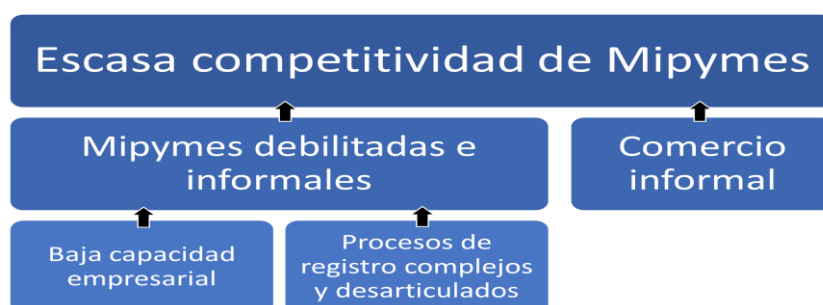 Escasa competitividad de Mipymes
Mipymes debilitadas e
informales
Comercio
informal
Baja capacidad
empresarial
Procesos de
registro complejos
y desarticulados